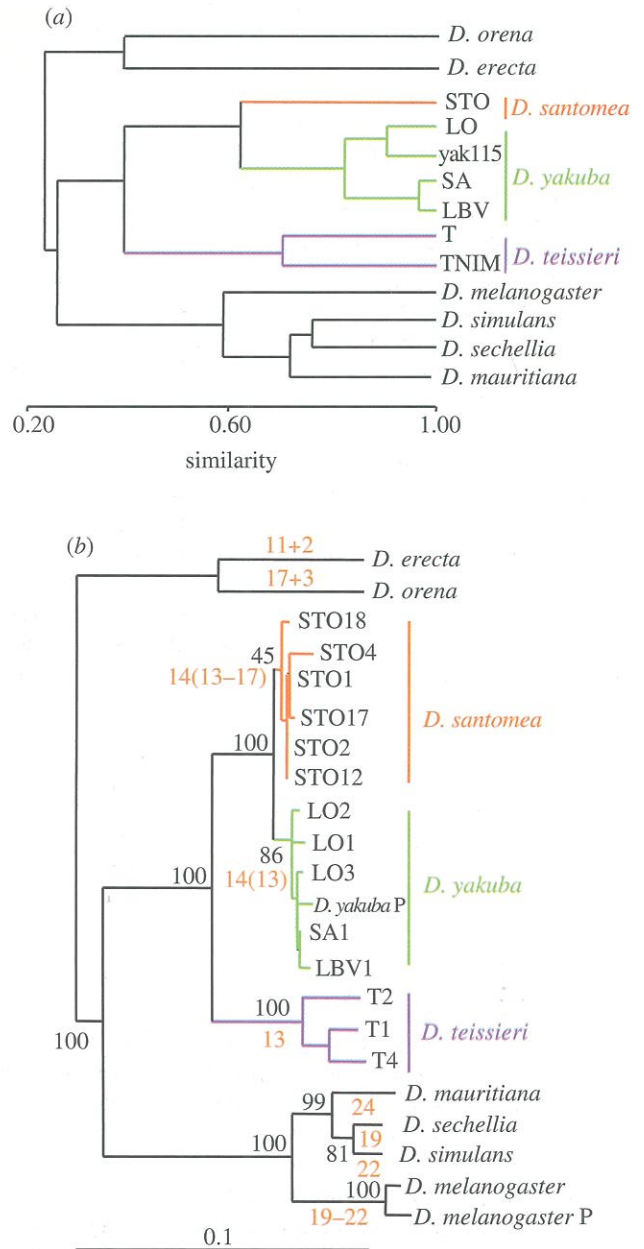 (a)
D. orena
D. erecta
STO
D. santomea
LO
yak115
D. yakuba
SA
LBV
T
D. teissieri
TNIM
D. melanogaster
D. simulans
D. sechellia
D. mauritiana
0.20 0.60 1.00
similarity
(b)
11+2
D. erecta
17+3
D. orena
STO18
45
STO4
14(13–17)
STO1
STO17
D. santomea
100
STO2
STO12
LO2
LO1
86
LO3
14(13)
D. yakuba P
D. yakuba
100
SA1
LBV1
T2
100
13
T1
D. teissieri
T4
100
D. mauritiana
99
24
D. sechellia
19
100
81
D. simulans
22
100
D. melanogaster
19–22
D. melanogaster P
0.1